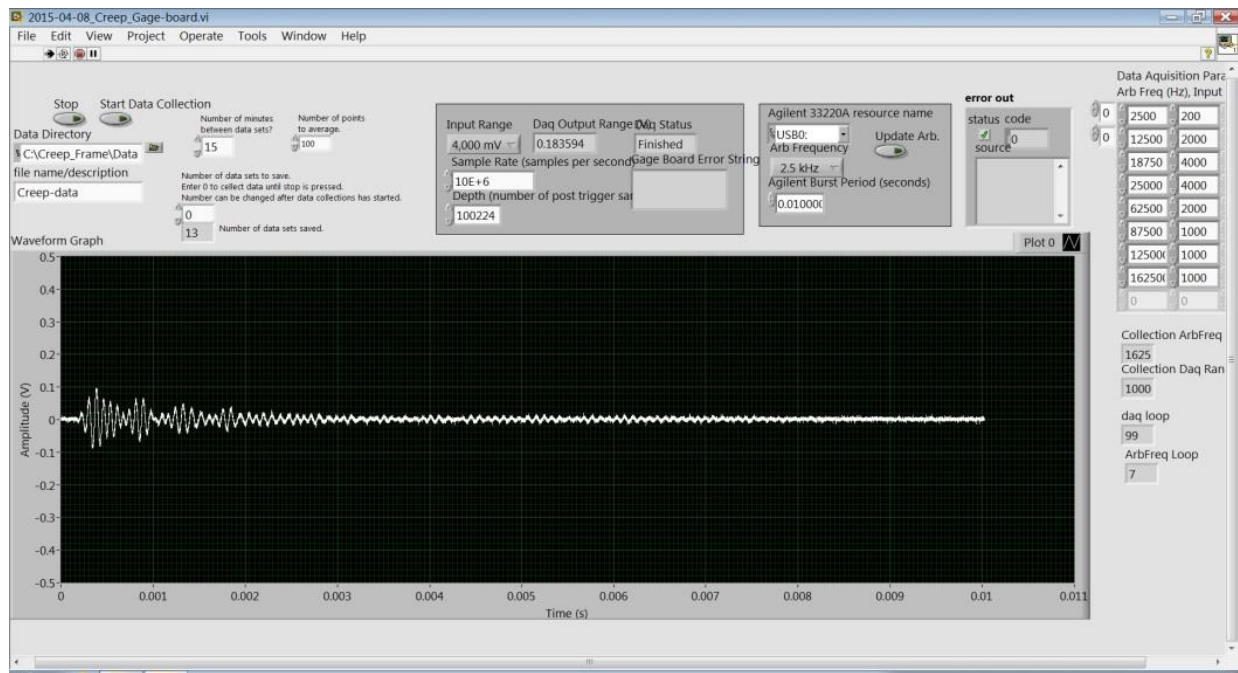 2015-04-08_Creep_Gage-board.vi
File Edit View Project Operate Tools Window Help
Stop Start Data Collection
Data Directory
C:\Creep_Frame\Data
file name/description
Creep-data
Number of minutes
between data sets?
15
Number of points
to average.
100
Number of data sets to save.
Enter 0 to cellect data until stop is pressed.
Number can be changed after data collections has started.
0
13 Number of data sets saved.
Input Range
4,000 mV
Daq Output Range (V)
0.183594
Daq Status
Finished
Sample Rate (samples per second)
10E+6
Depth (number of post trigger sar
100224
Gage Board Error String
Agilent 33220A resource name
USB0:
Update Arb.
Arb Frequency
2.5 kHz
Agilent Burst Period (seconds)
0.01000
error out
status code
0
source
Data Aquisition Para
Arb Freq (Hz), Input
0 2500 200
0 12500 2000
18750 4000
25000 4000
62500 2000
87500 1000
12500 1000
16250 1000
0 0
Collection ArbFreq
1625
Collection Daq Ran
1000
daq loop
99
ArbFreq Loop
7
Waveform Graph
Plot 0
Amplitude (V)
0.5
0.4
0.3
0.2
0.1
0
-0.1
-0.2
-0.3
-0.4
-0.5
0 0.001 0.002 0.003 0.004 0.005 0.006 0.007 0.008 0.009 0.01 0.011
Time (s)